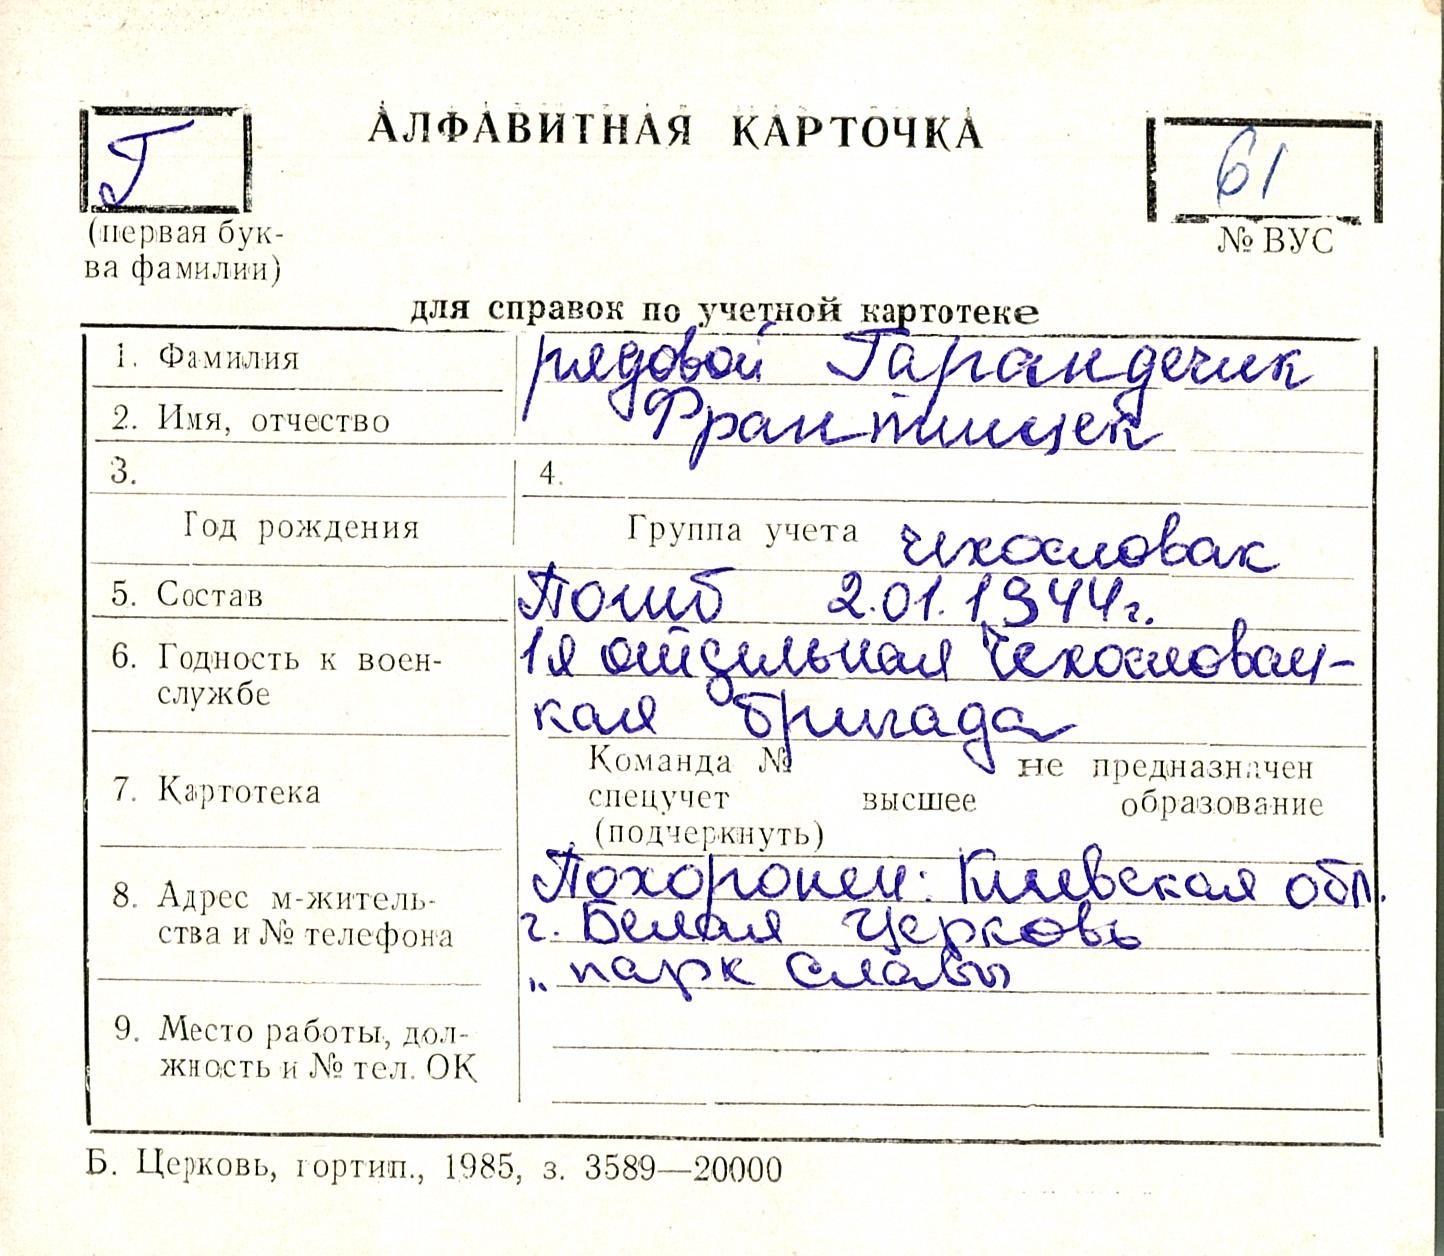 Г
АЛФАВИТНАЯ КАРТОЧКА
61
(первая бук-
ва фамилии)
№ ВУС
для справок по учетной картотеке
1. Фамилия
рядовой Гарандечик
2. Имя, отчество
Франтишек
3.
4.
Год рождения
Группа учета чехословак
5. Состав
Погиб 2.01.1944г.
6. Годность к воен-
службе
1я отдельная Чехословац-
кая бригада
7. Картотека
Команда № не предназначен
спецучет высшее образование
(подчеркнуть)
8. Адрес м-житель-
ства и № телефона
Похоронен: Киевская обл.
г. Белая Церковь
„ парк Славы
9. Место работы, дол-
жность и № тел. ОК
Б. Церковь, гортип., 1985, з. 3589—20000